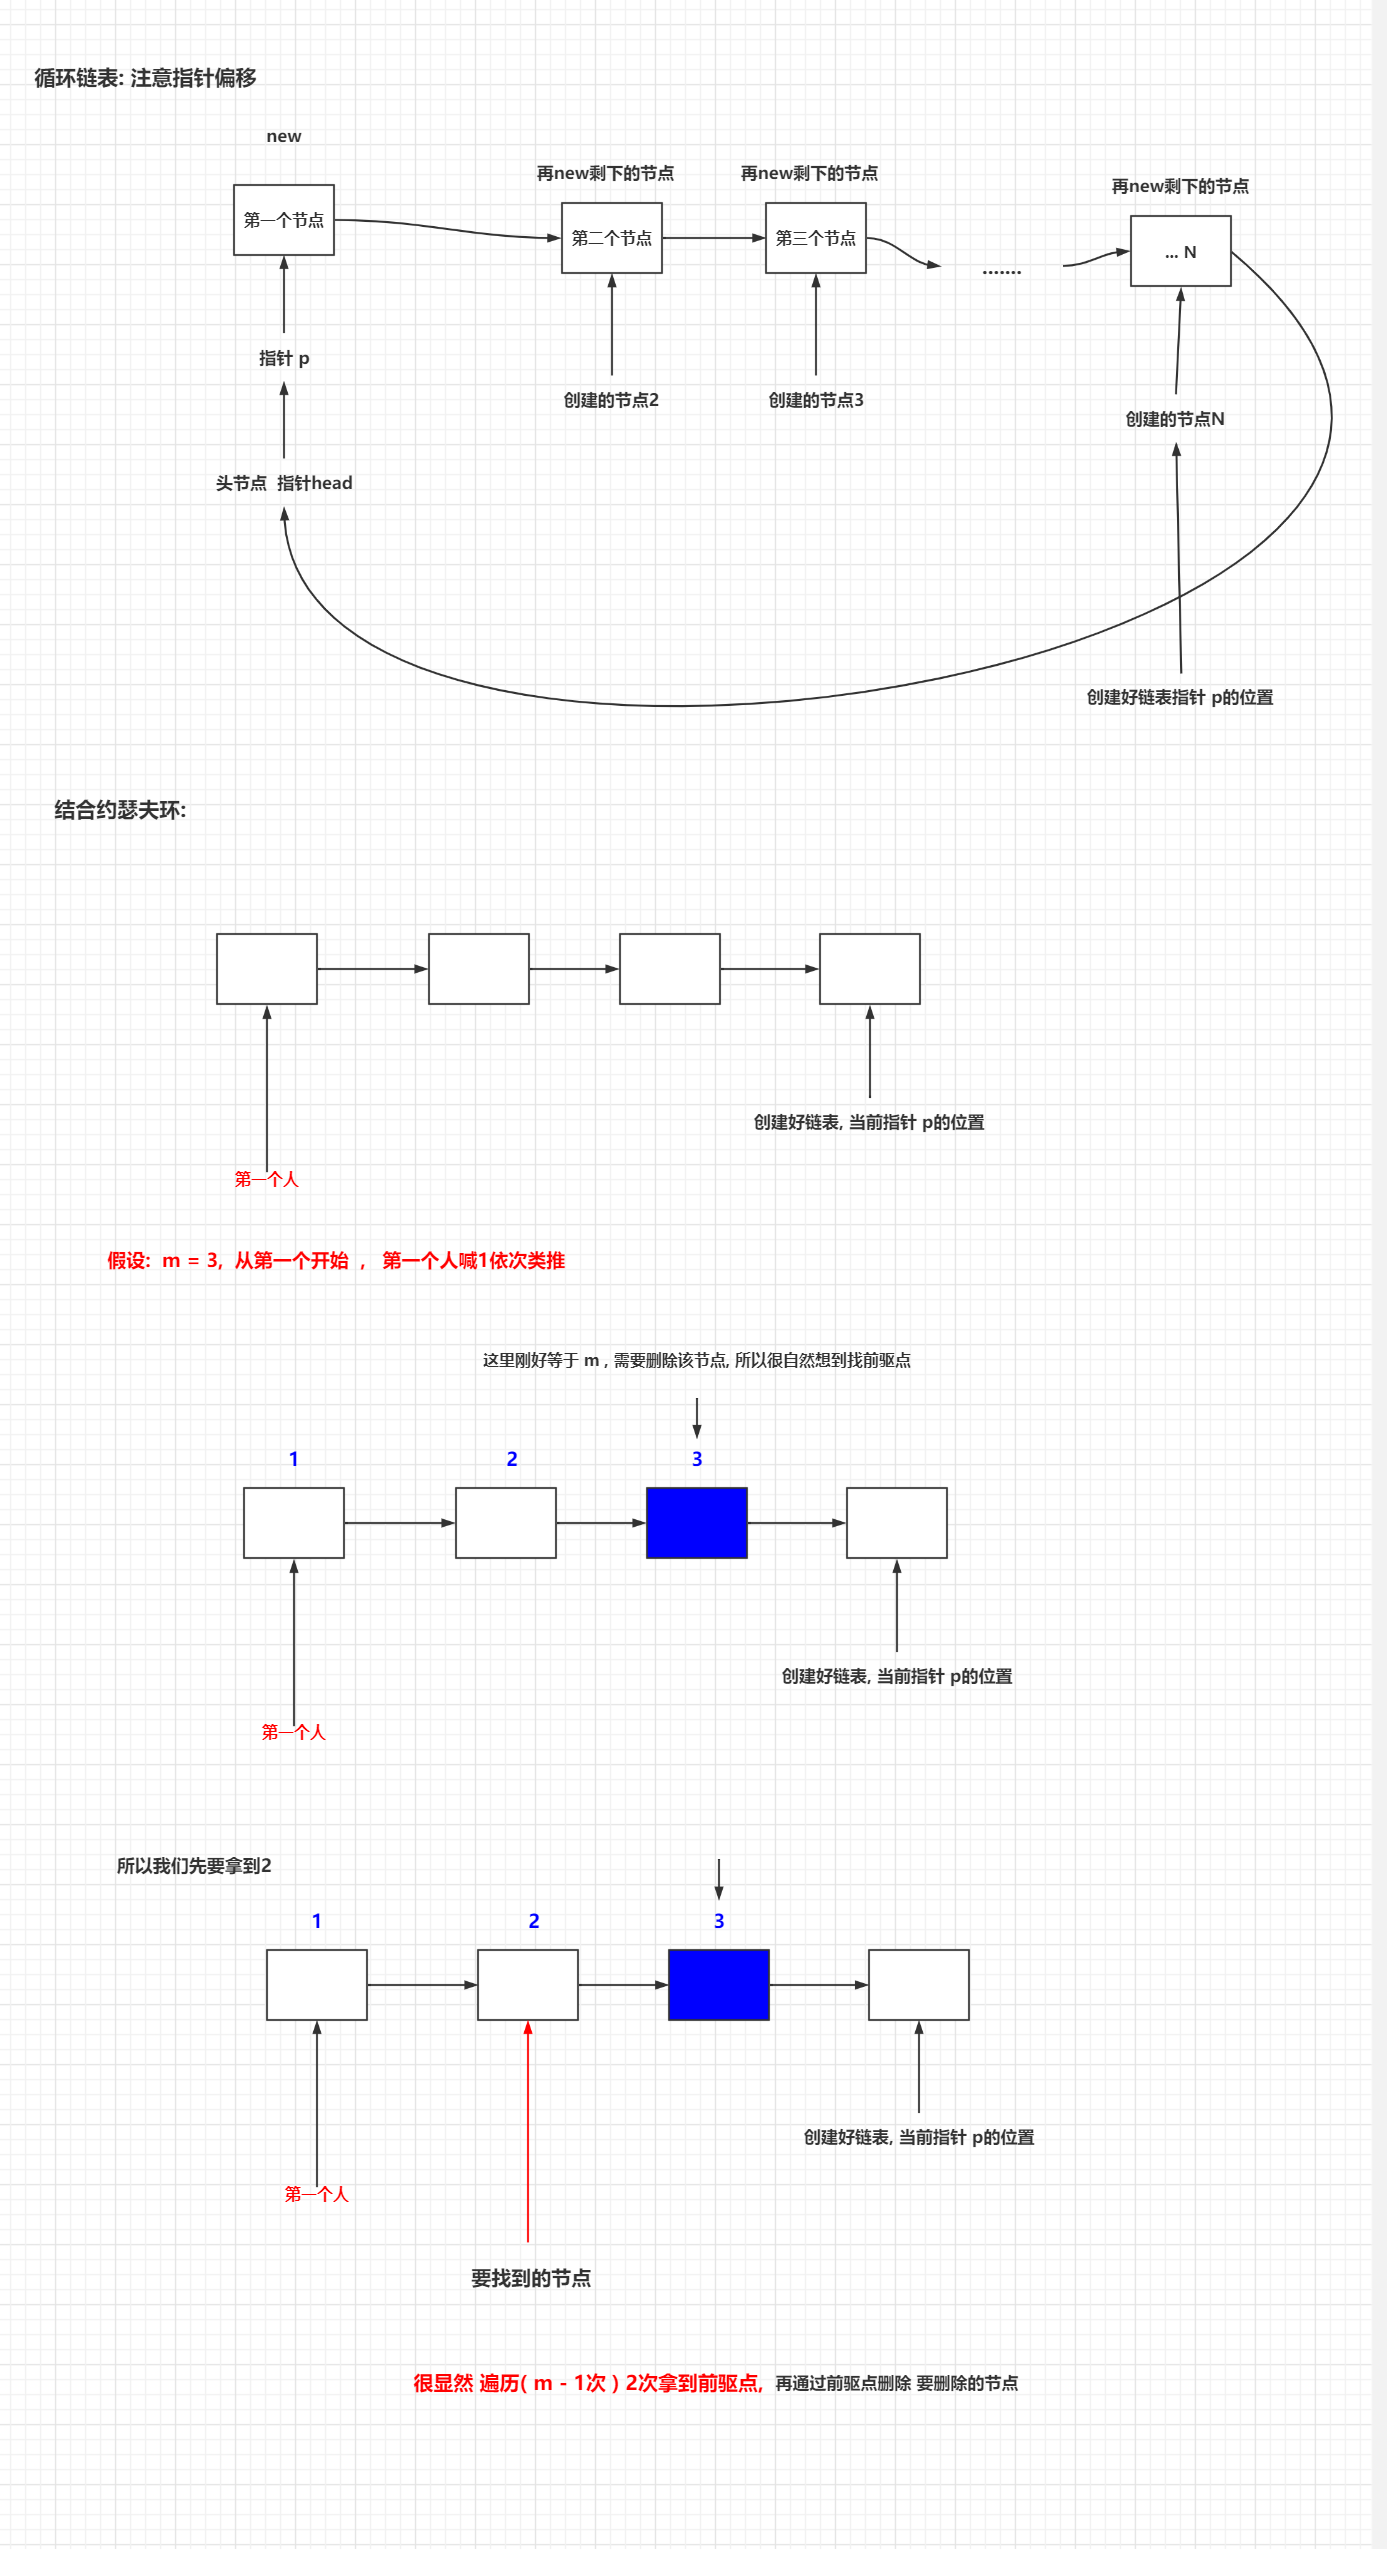 循环链表: 注意指针偏移
new
再new剩下的节点
再new剩下的节点
再new剩下的节点
第一个节点
第二个节点
第三个节点
.......
... N
指针 p
创建的节点2
创建的节点3
创建的节点N
头节点  指针head
创建好链表指针 p的位置
结合约瑟夫环:
创建好链表, 当前指针 p的位置
第一个人
假设:  m = 3,  从第一个开始  ,   第一个人喊1依次类推
这里刚好等于 m , 需要删除该节点, 所以很自然想到找前驱点
1
2
3
创建好链表, 当前指针 p的位置
第一个人
所以我们先要拿到2
1
2
3
创建好链表, 当前指针 p的位置
第一个人
要找到的节点
很显然 遍历( m - 1次 ) 2次拿到前驱点,  再通过前驱点删除 要删除的节点